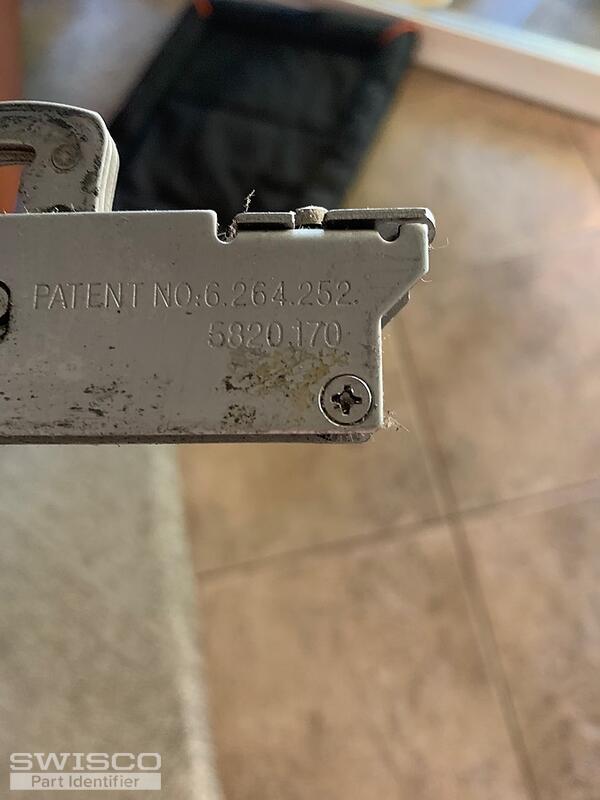 PATENT NO:6.264.252.
5820.170
SWISCO
Part Identifier